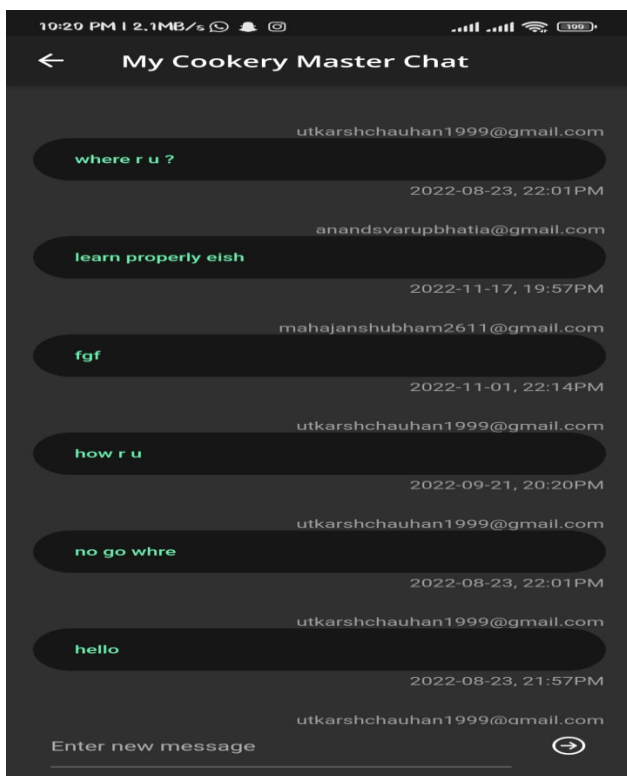 10:20 PM | 2.1MB/s
100
My Cookery Master Chat
utkarshchauhan1999@gmail.com
where r u ?
2022-08-23, 22:01PM
anandsvarupbhatia@gmail.com
learn properly eish
2022-11-17, 19:57PM
mahajanshubham2611@gmail.com
fgf
2022-11-01, 22:14PM
utkarshchauhan1999@gmail.com
how r u
2022-09-21, 20:20PM
utkarshchauhan1999@gmail.com
no go whre
2022-08-23, 22:01PM
utkarshchauhan1999@gmail.com
hello
2022-08-23, 21:57PM
utkarshchauhan1999@gmail.com
Enter new message